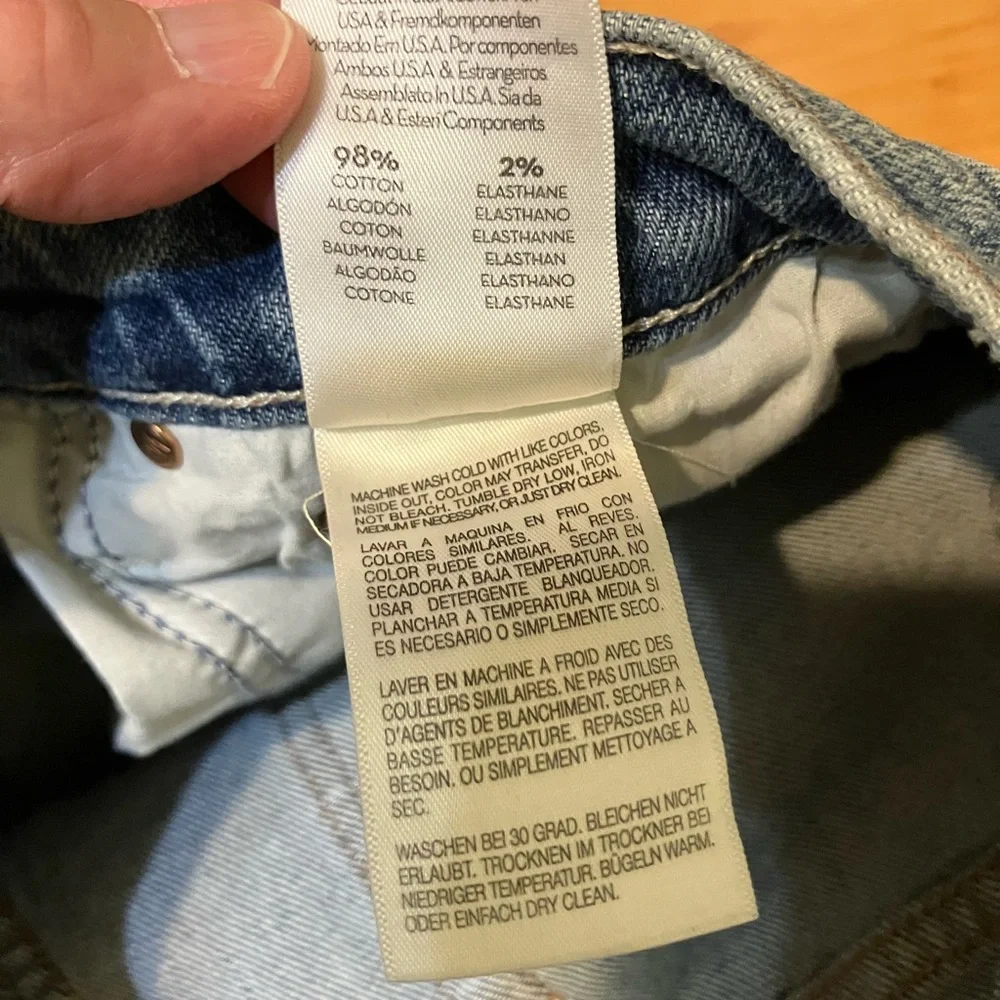 USA & Fremdkomponenten
Montado Em U.S.A. Por componentes
Ambos U.S.A & Estrangeiros
Assemblato In U.S.A. Sia da
U.S.A & Esteri Components
98% 2%
COTTON ELASTHANE
ALGODÓN ELASTHANO
COTON ELASTHANNE
BAUMWOLLE ELASTHAN
ALGODÃO ELASTHANO
COTONE ELASTHANE
MACHINE WASH COLD WITH LIKE COLORS,
INSIDE OUT, COLOR MAY TRANSFER, DO
NOT BLEACH. TUMBLE DRY LOW, IRON
MEDIUM IF NECESSARY, OR JUST DRY CLEAN.
LAVAR A MAQUINA EN FRIO CON
COLORES SIMILARES. AL REVES.
COLOR PUEDE CAMBIAR. SECAR EN
SECADORA A BAJA TEMPERATURA. NO
USAR DETERGENTE BLANQUEADOR.
PLANCHAR A TEMPERATURA MEDIA SI
ES NECESARIO O SIMPLEMENTE SECO.
LAVER EN MACHINE A FROID AVEC DES
COULEURS SIMILAIRES. NE PAS UTILISER
D'AGENTS DE BLANCHIMENT. SECHER A
BASSE TEMPERATURE. REPASSER AU
BESOIN. OU SIMPLEMENT METTOYAGE A
SEC.
WASCHEN BEI 30 GRAD. BLEICHEN NICHT
ERLAUBT. TROCKNEN IM TROCKNER BEI
NIEDRIGER TEMPERATUR. BÜGELN WARM.
ODER EINFACH DRY CLEAN.